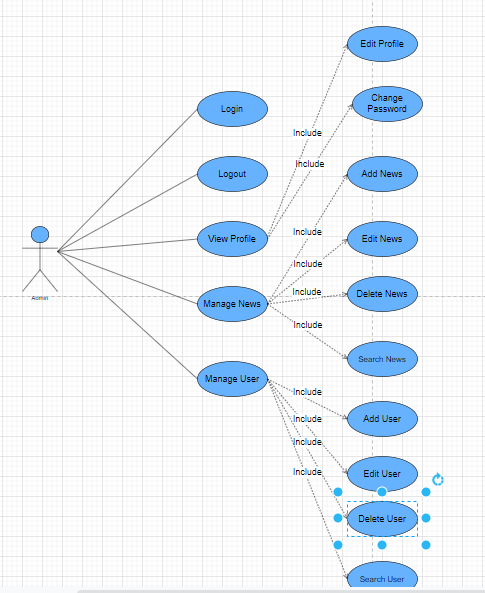 Edit Profile
Change
Password
Login
Include
Include
Logout
Add News
View Profile
Include
Edit News
Include
Admin
Manage News
Include
Delete News
Include
Search News
Manage User
Include
Add User
Include
Include
Include
Edit User
Delete User
Search User